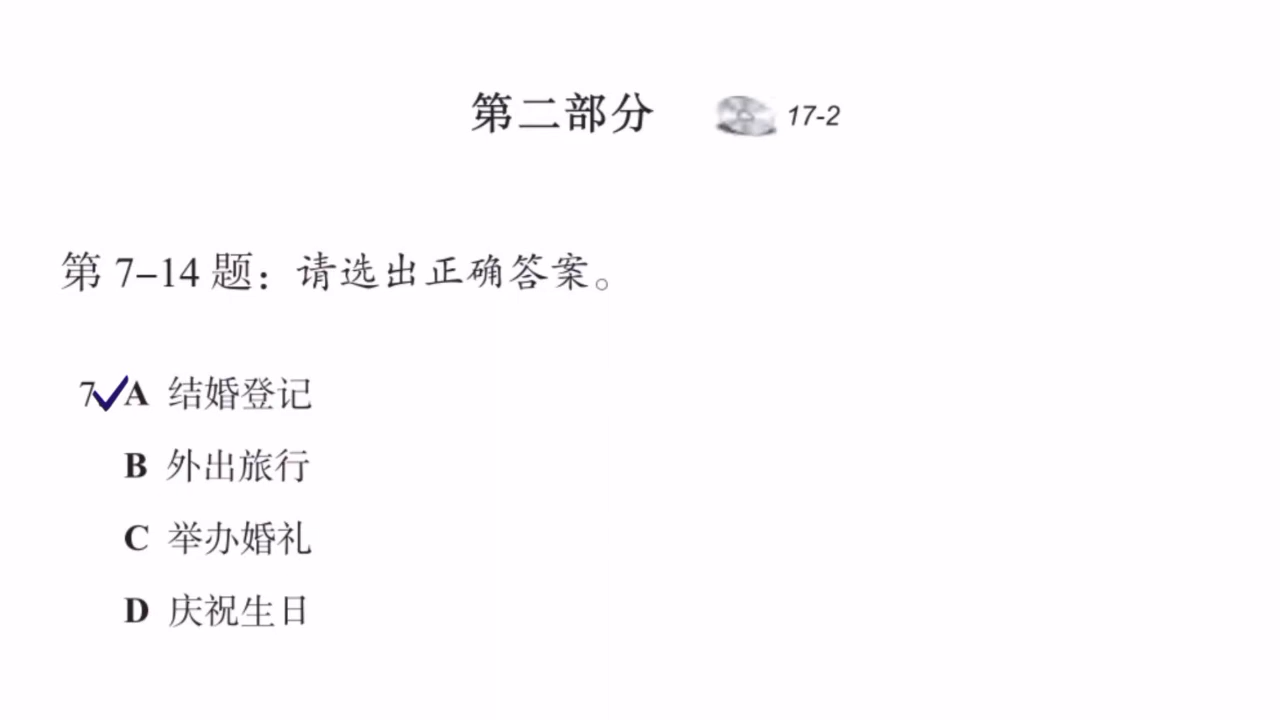 第二部分 17-2
第 7–14 题：请选出正确答案。
7 A 结婚登记
B 外出旅行
C 举办婚礼
D 庆祝生日